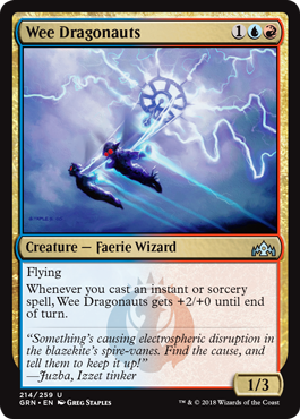 Wee Dragonauts 1
Creature — Faerie Wizard
Flying
Whenever you cast an instant or sorcery
spell, Wee Dragonauts gets +2/+0 until end
of turn.
"Something's causing electrospheric disruption in
the blazekite's spire-vanes. Find the cause, and
tell them to keep it up!"
—Juzba, Izzet tinker
1/3
214/259 U
GRN • EN Greg Staples
™ & © 2018 Wizards of the Coast